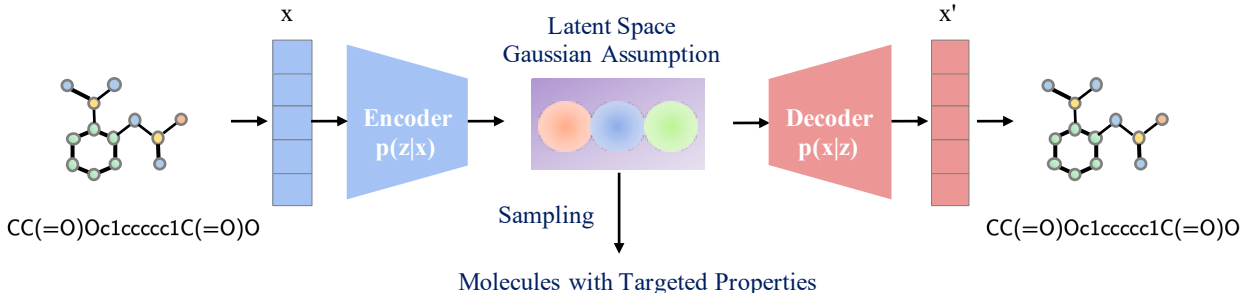 x
Latent Space
Gaussian Assumption
x'
Encoder
p(z|x)
Decoder
p(x|z)
CC(=O)Oc1ccccc1C(=O)O
Sampling
CC(=O)Oc1ccccc1C(=O)O
Molecules with Targeted Properties